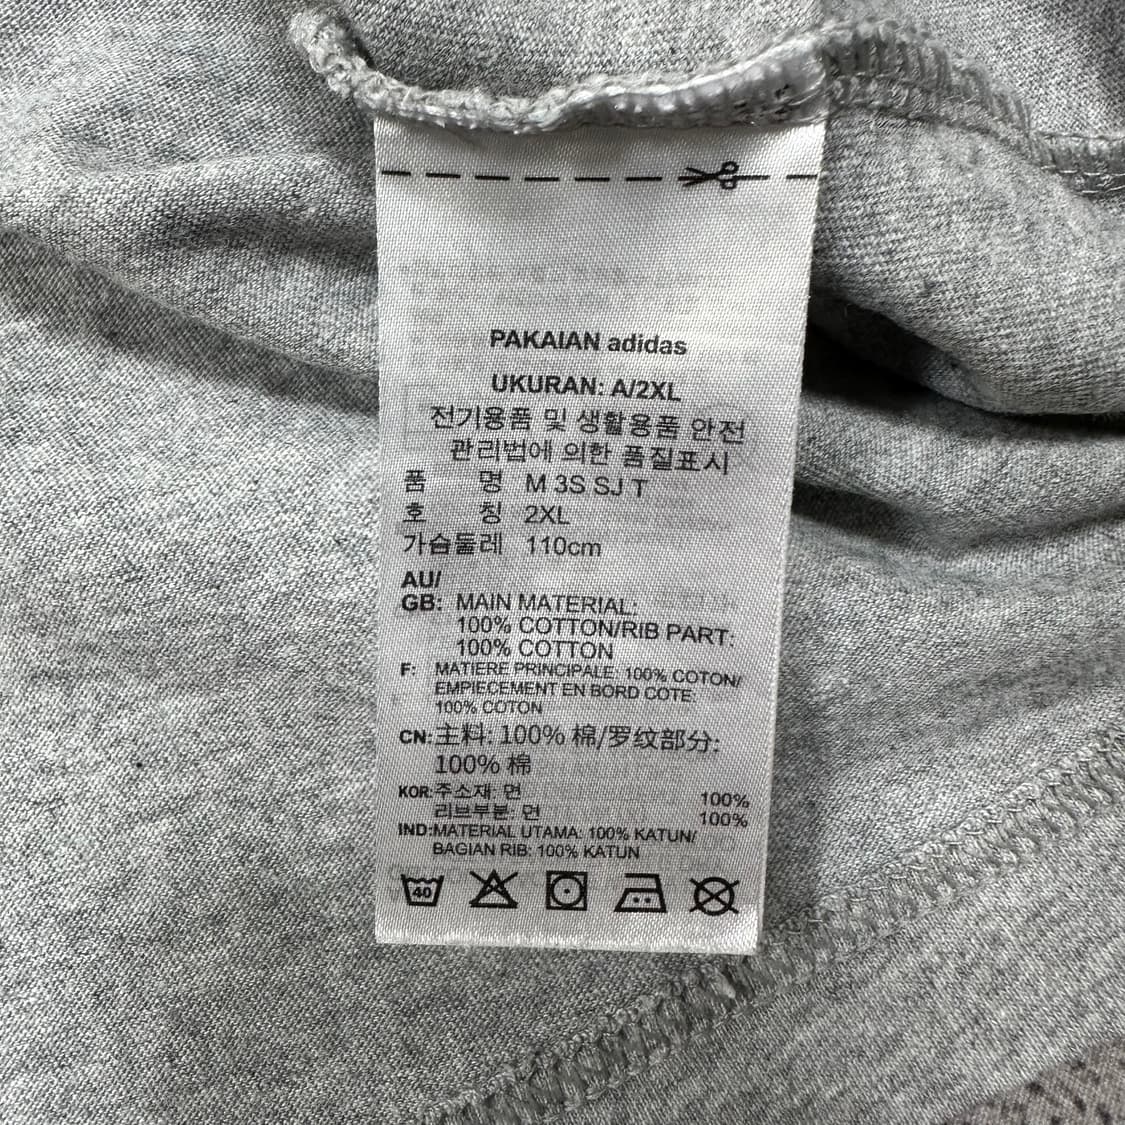 PAKAIAN adidas
UKURAN: A/2XL
전기용품 및 생활용품 안전
관리법에 의한 품질표시
품 명 M 3S SJ T
호 칭 2XL
가슴둘레 110cm
AU/
GB: MAIN MATERIAL:
100% COTTON/RIB PART:
100% COTTON
F: MATIERE PRINCIPALE: 100% COTON/
EMPIECEMENT EN BORD COTE:
100% COTON
CN:主料: 100% 棉/罗纹部分:
100% 棉
KOR:주소재: 면 100%
리브부분: 면 100%
IND:MATERIAL UTAMA: 100% KATUN/
BAGIAN RIB: 100% KATUN
40